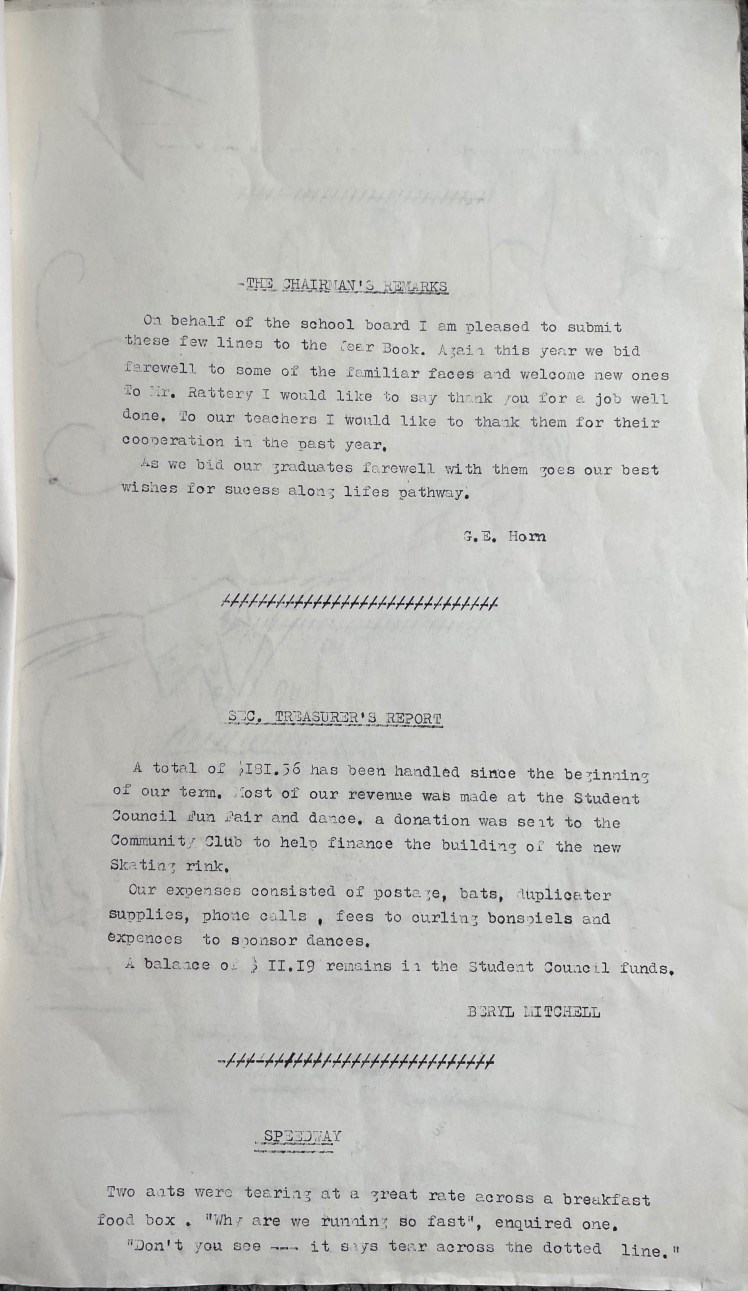 -THE CHAIRMAN'S REMARKS
On behalf of the school board I am pleased to submit
these few lines to the Year Book. Again this year we bid
farewell to some of the familiar faces and welcome new ones
To Mr. Rattery I would like to say thank you for a job well
done. To our teachers I would like to thank them for their
cooperation in the past year.
As we bid our graduates farewell with them goes our best
wishes for sucess along lifes pathway.
G.E. Horn
//////////////////////////////
SEC. TREASURER'S REPORT
A total of $I8I.36 has been handled since the beginning
of our term. Most of our revenue was made at the Student
Council Fun Fair and dance. a donation was sent to the
Community Club to help finance the building of the new
Skating rink.
Our expenses consisted of postage, bats, duplicater
supplies, phone calls , fees to curling bonspiels and
expences to sponsor dances.
A balance of $ II.I9 remains in the Student Council funds.
BERYL MITCHELL
-///-//////////////////////////
SPEEDWAY
Two ants were tearing at a great rate across a breakfast
food box . "Why are we running so fast", enquired one.
"Don't you see --- it says tear across the dotted line."